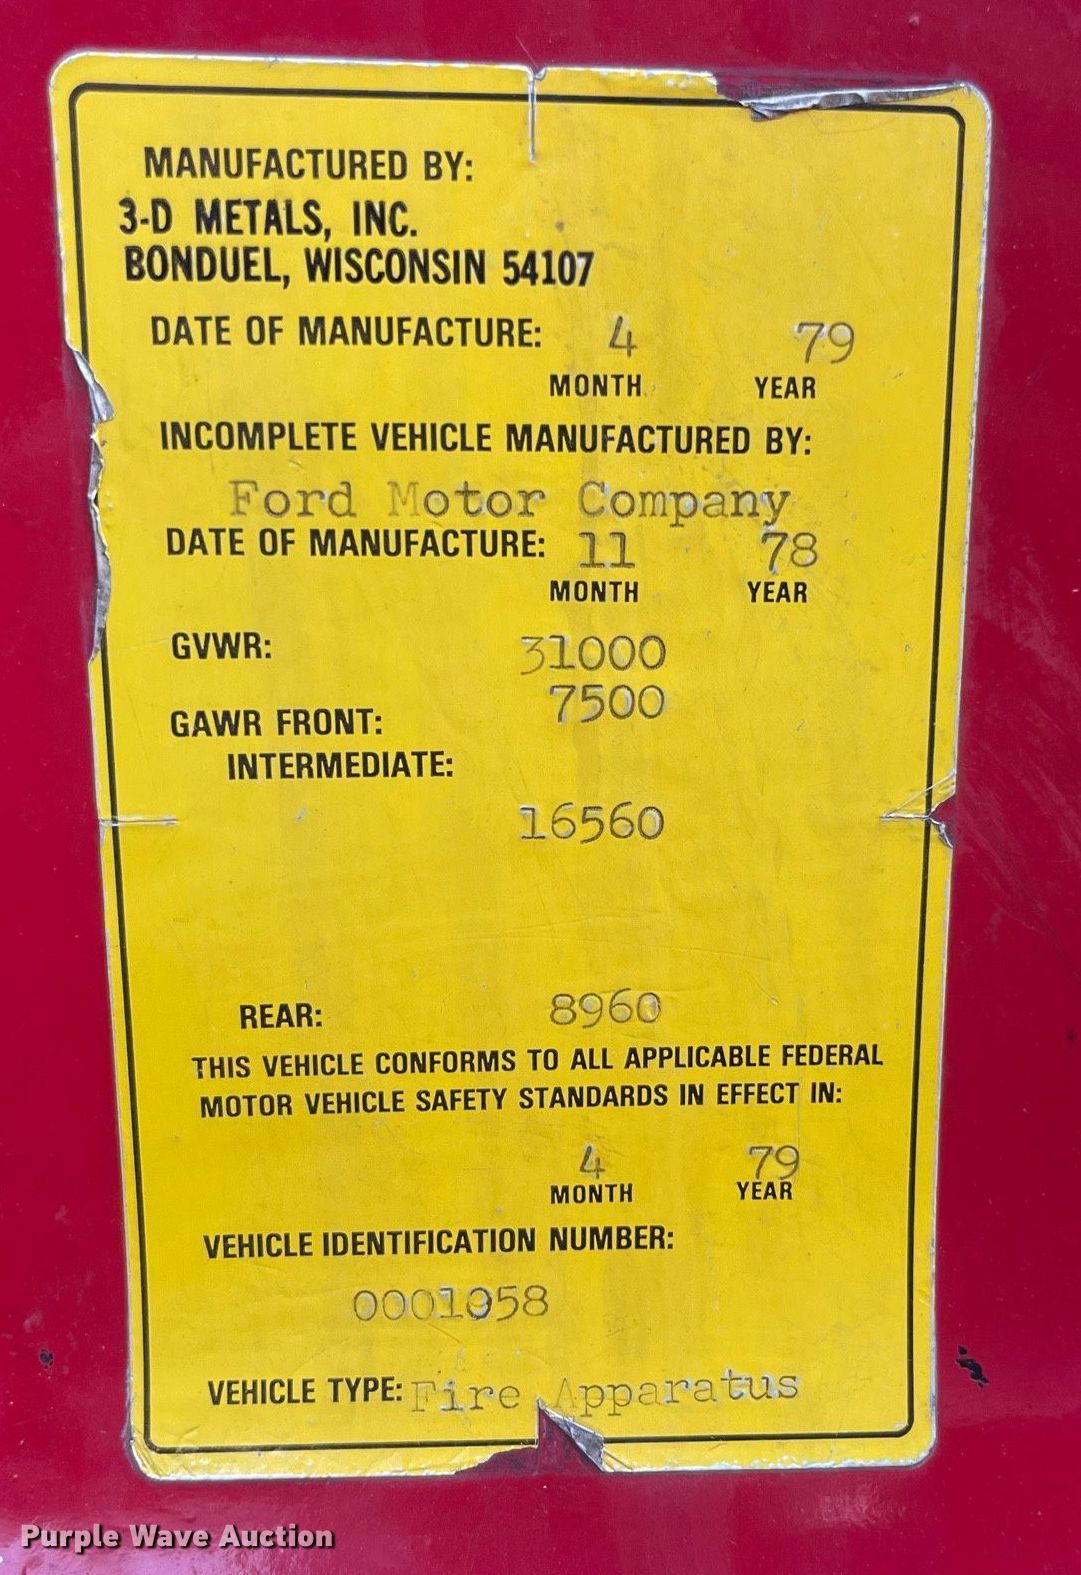 MANUFACTURED BY:
3-D METALS, INC.
BONDUEL, WISCONSIN 54107
DATE OF MANUFACTURE: 4 79
MONTH YEAR
INCOMPLETE VEHICLE MANUFACTURED BY:
Ford Motor Company
DATE OF MANUFACTURE: 11 78
MONTH YEAR
GVWR: 31000
7500
GAWR FRONT:
INTERMEDIATE:
16560
REAR: 8960
THIS VEHICLE CONFORMS TO ALL APPLICABLE FEDERAL
MOTOR VEHICLE SAFETY STANDARDS IN EFFECT IN:
4 79
MONTH YEAR
VEHICLE IDENTIFICATION NUMBER:
VEHICLE TYPE: Fire Apparatus
Purple Wave Auction